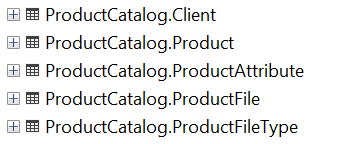 ProductCatalog.Client
ProductCatalog.Product
ProductCatalog.ProductAttribute
ProductCatalog.ProductFile
ProductCatalog.ProductFileType